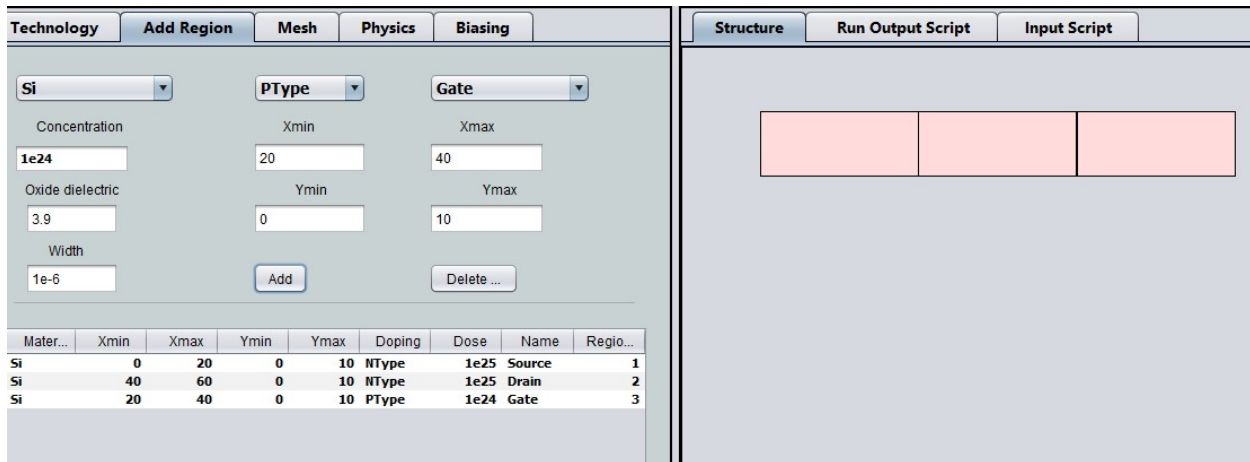 Technology Add Region Mesh Physics Biasing
Structure Run Output Script Input Script
Si PType Gate
Concentration Xmin Xmax
1e24 20 40
Oxide dielectric Ymin Ymax
3.9 0 10
Width
1e-6 Add Delete ...
Mater... Xmin Xmax Ymin Ymax Doping Dose Name Regio...
Si 0 20 0 10 NType 1e25 Source 1
Si 40 60 0 10 NType 1e25 Drain 2
Si 20 40 0 10 PType 1e24 Gate 3